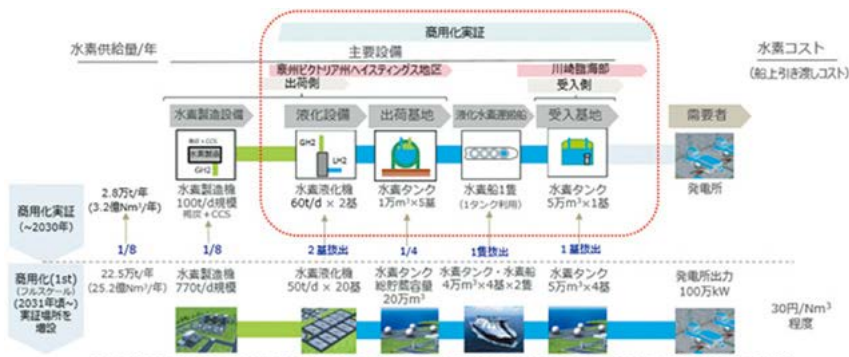 商用化実証
水素供給量/年
主要設備
水素コスト
(船上引き渡しコスト)
豪州ビクトリア州ヘイスティングス地区
川崎臨海部
出荷側
受入側
水素製造設備
液化設備
出荷基地
液化水素運搬船
受入基地
需要者
+CCS
水素製造
GH2
GH2
LH2
商用化実証
(~2030年)
2.8万t/年
(3.2億Nm³/年)
水素製造機
100t/d規模
褐炭+CCS
水素液化機
60t/d × 2基
水素タンク
1万m³×5基
水素船1隻
(1タンク利用)
水素タンク
5万m³×1基
発電所
1/8
1/8
2基抜出
1/4
1隻抜出
1基抜出
商用化(1st)
(フルスケール)
(2031年頃~)
実証場所を
増設
22.5万t/年
(25.2億Nm³/年)
水素製造機
770t/d規模
水素液化機
50t/d × 20基
水素タンク
総貯蔵容量
20万m³
水素タンク・水素船
4万m³×4基×2隻
水素タンク
5万m³×4基
発電所出力
100万kW
30円/Nm³
程度